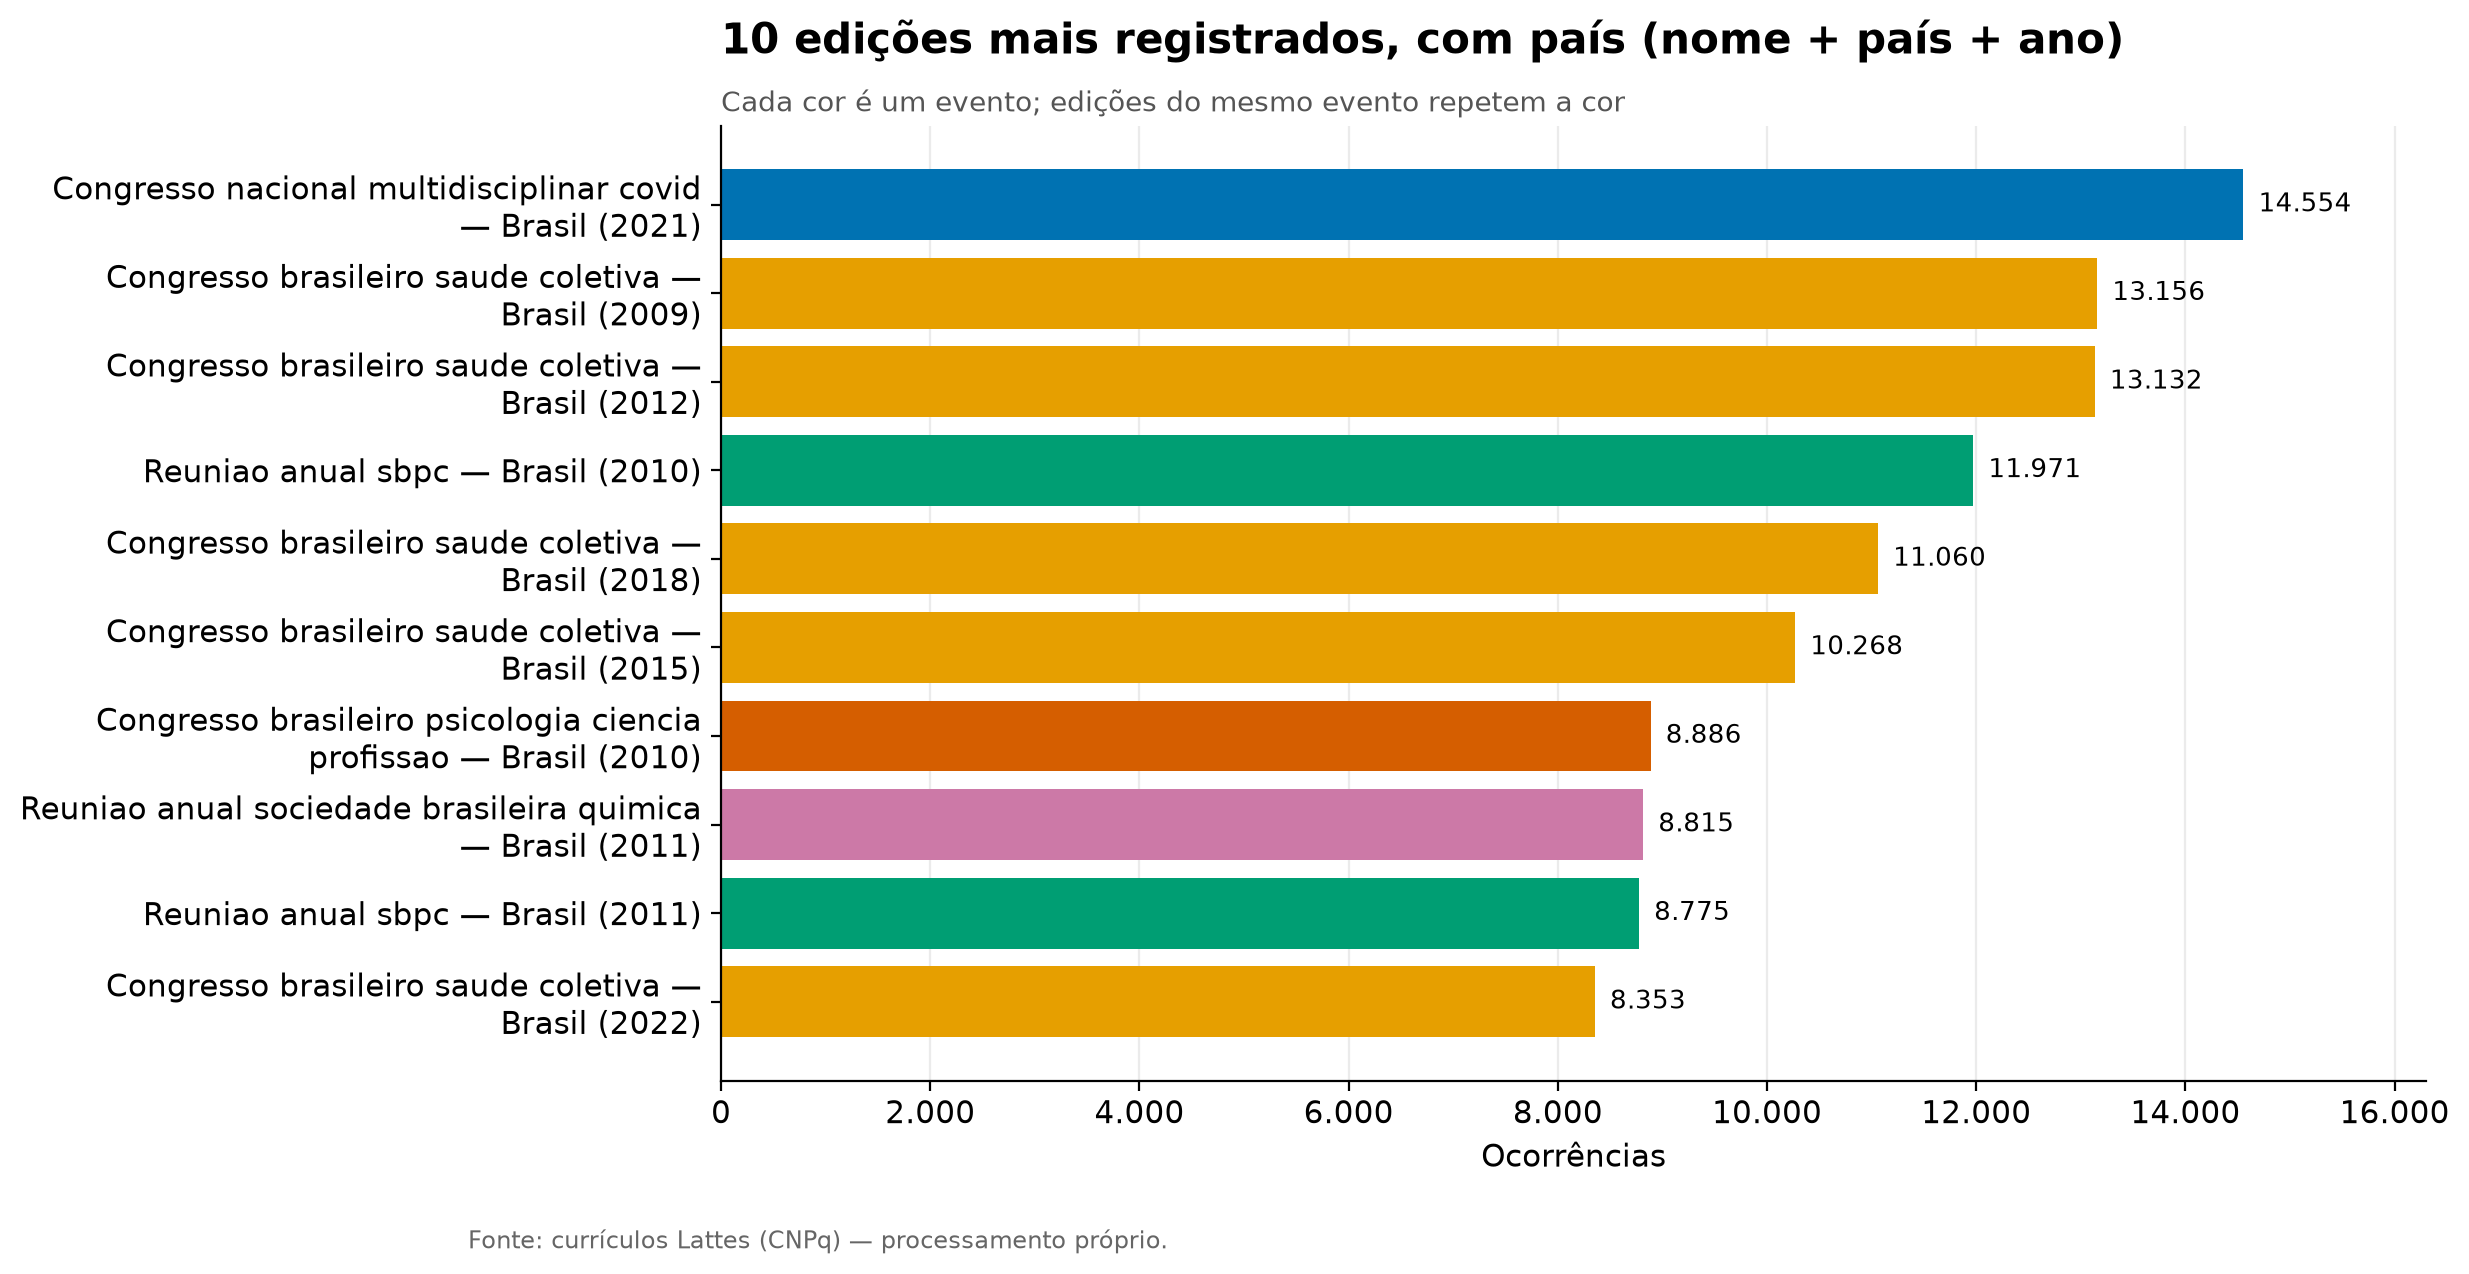 10 edições mais registrados, com país (nome + país + ano)
Cada cor é um evento; edições do mesmo evento repetem a cor
Congresso nacional multidisciplinar covid
— Brasil (2021)
14.554
Congresso brasileiro saude coletiva —
Brasil (2009)
13.156
Congresso brasileiro saude coletiva —
Brasil (2012)
13.132
Reuniao anual sbpc — Brasil (2010)
11.971
Congresso brasileiro saude coletiva —
Brasil (2018)
11.060
Congresso brasileiro saude coletiva —
Brasil (2015)
10.268
Congresso brasileiro psicologia ciencia
profissao — Brasil (2010)
8.886
Reuniao anual sociedade brasileira quimica
— Brasil (2011)
8.815
Reuniao anual sbpc — Brasil (2011)
8.775
Congresso brasileiro saude coletiva —
Brasil (2022)
8.353
0 2.000 4.000 6.000 8.000 10.000 12.000 14.000 16.000
Ocorrências
Fonte: currículos Lattes (CNPq) — processamento próprio.